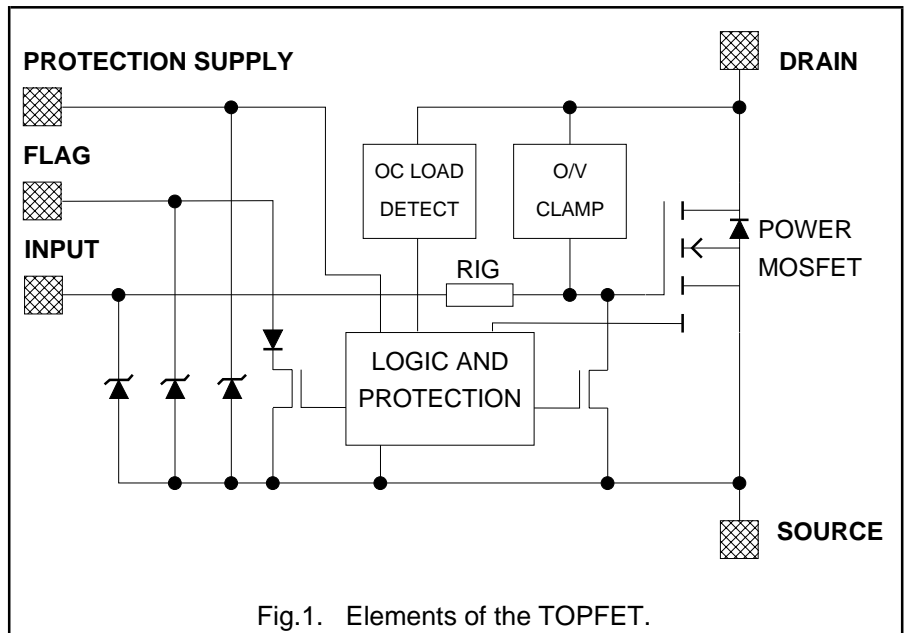 PROTECTION SUPPLY
DRAIN
FLAG
OC LOAD
DETECT
O/V
CLAMP
INPUT
RIG
POWER
MOSFET
LOGIC AND
PROTECTION
SOURCE
Fig.1. Elements of the TOPFET.